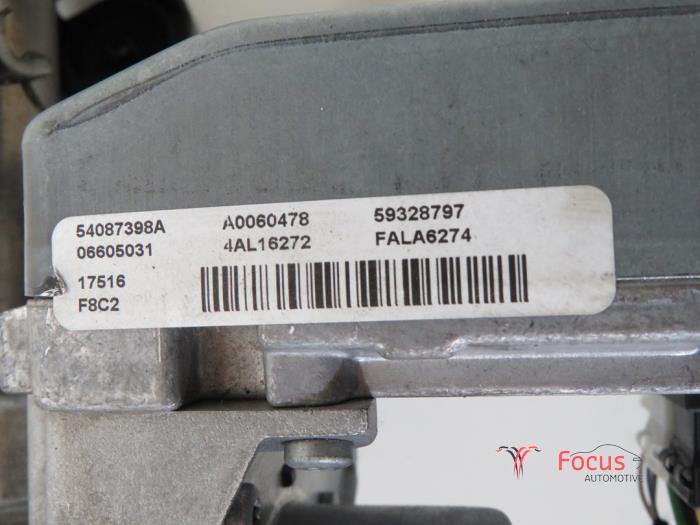 54087398A A0060478 59328797
06605031 4AL16272 FALA6274
17516
F8C2
Focus
AUTOMOTIVE